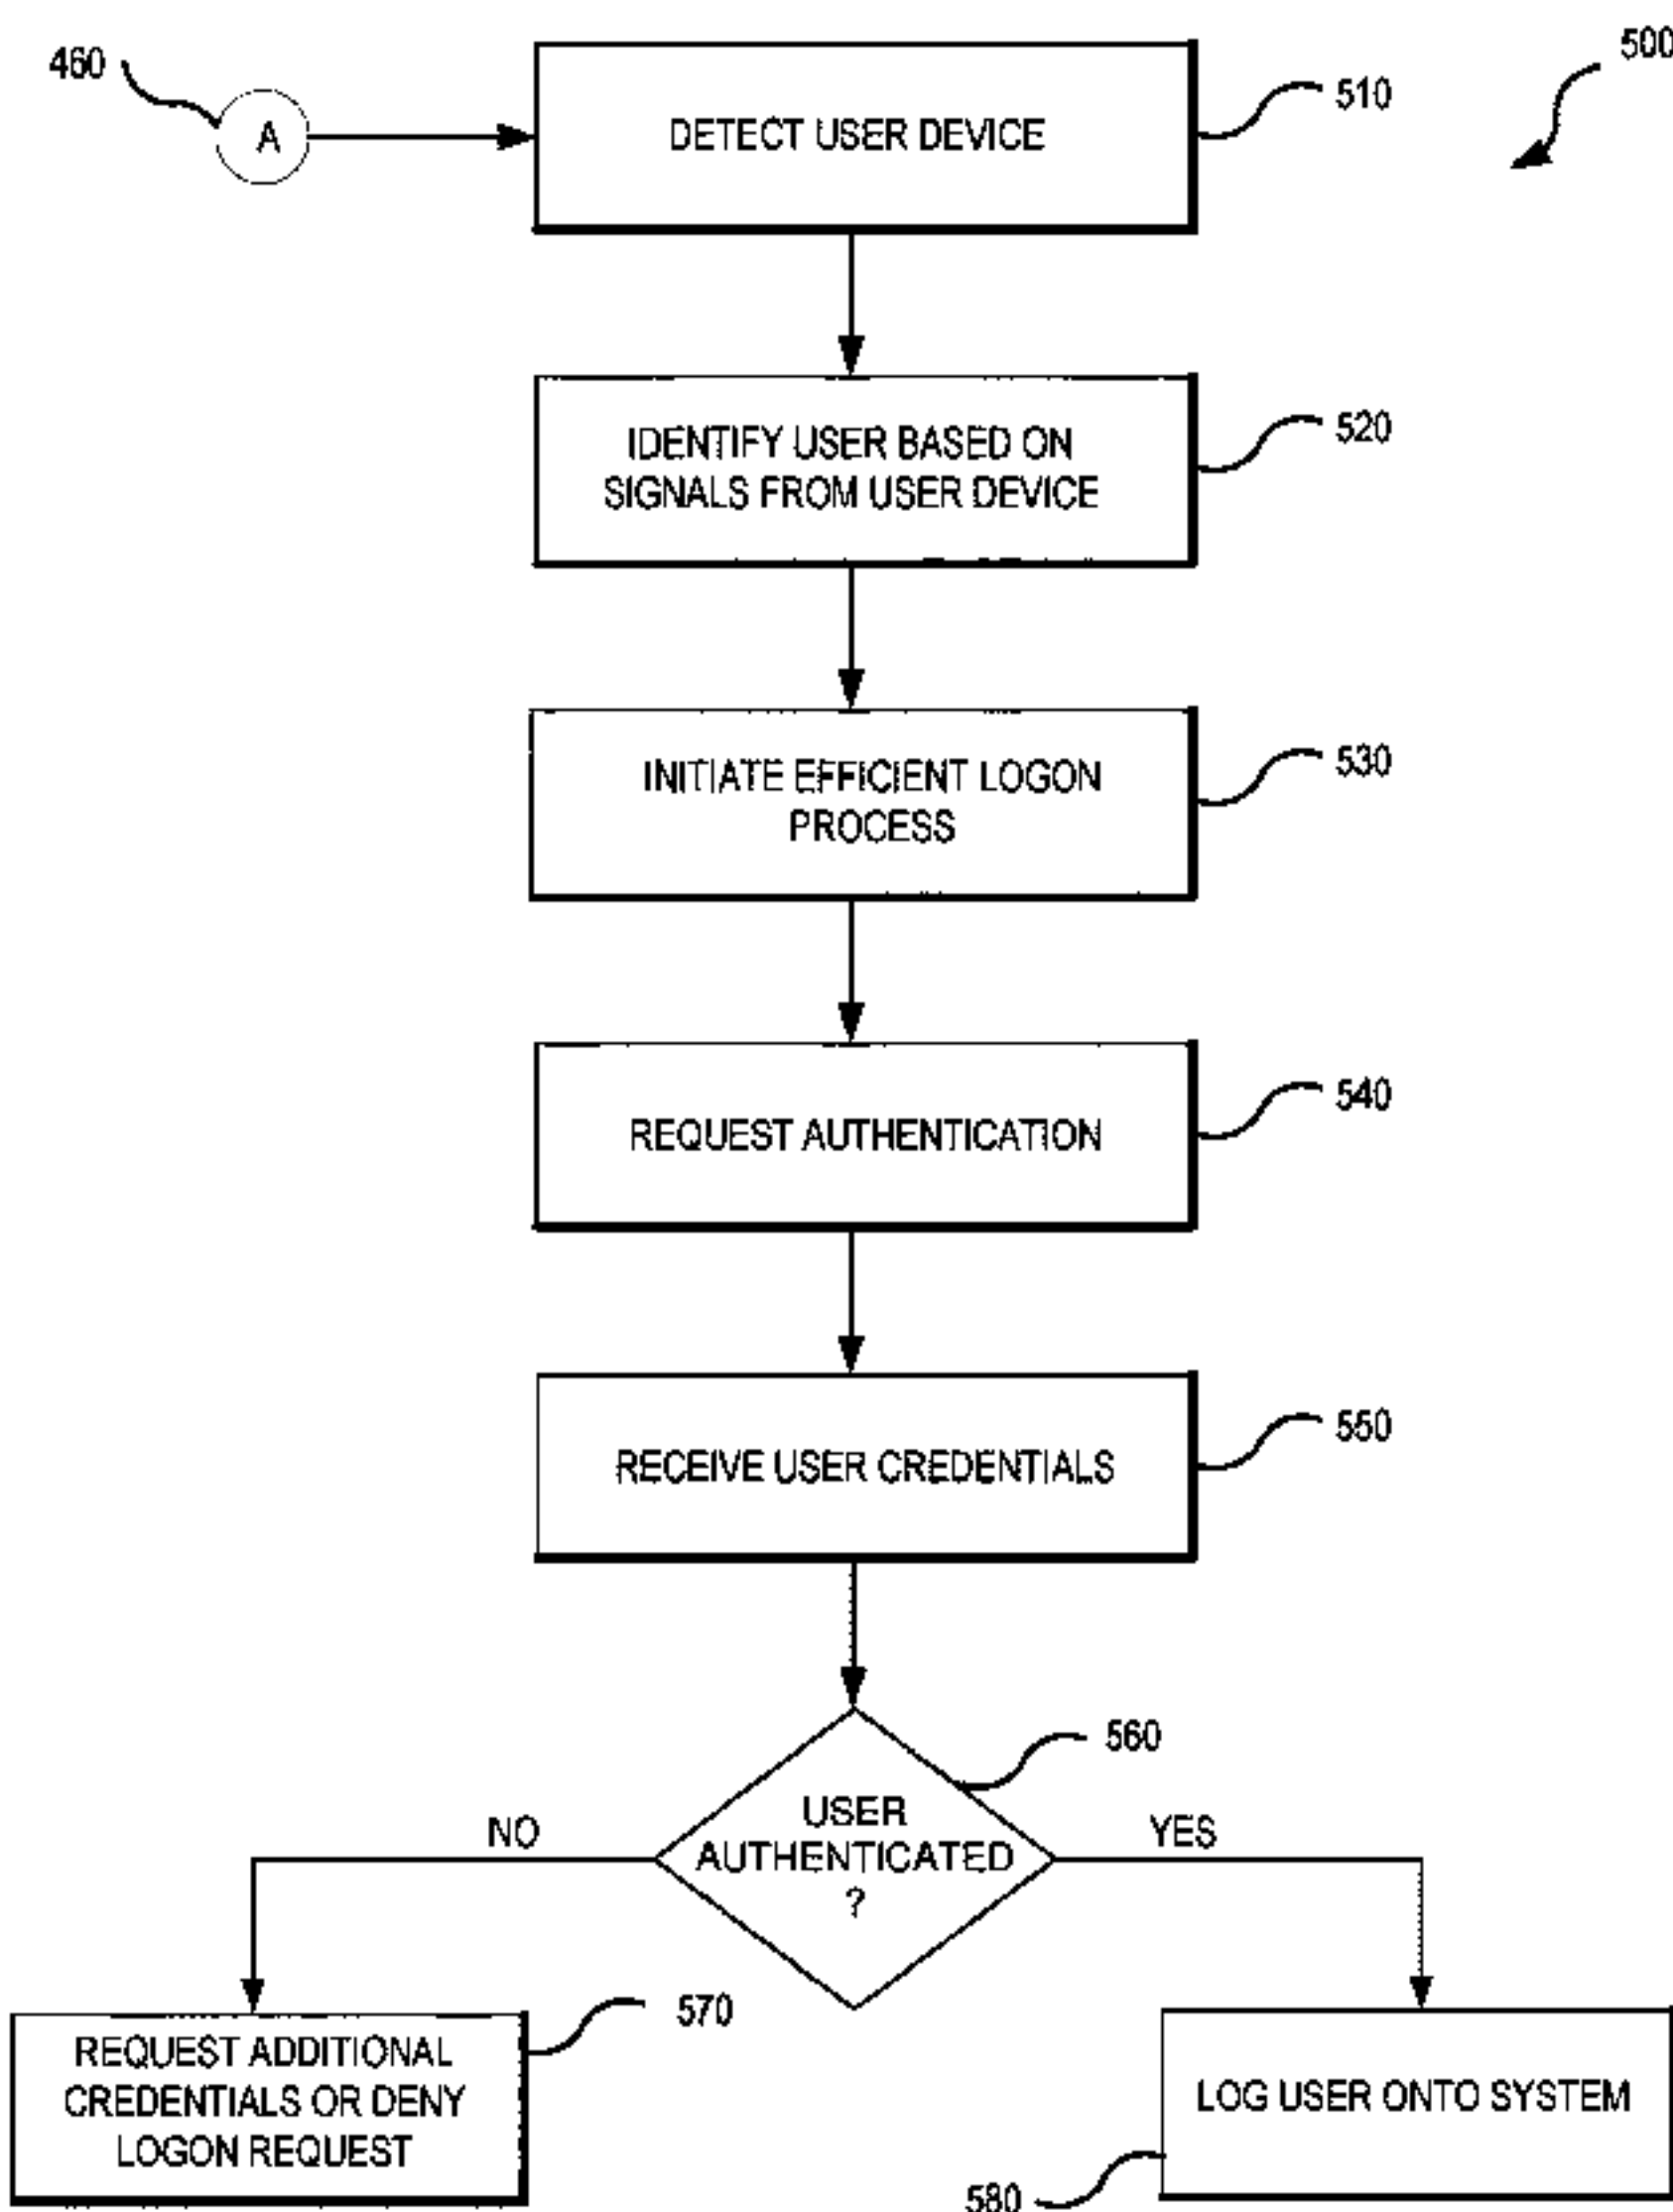 460
A
DETECT USER DEVICE
510
500
IDENTIFY USER BASED ON
SIGNALS FROM USER DEVICE
520
INITIATE EFFICIENT LOGON
PROCESS
530
REQUEST AUTHENTICATION
540
RECEIVE USER CREDENTIALS
550
560
USER
AUTHENTICATED
?
NO
YES
REQUEST ADDITIONAL
CREDENTIALS OR DENY
LOGON REQUEST
570
LOG USER ONTO SYSTEM
580